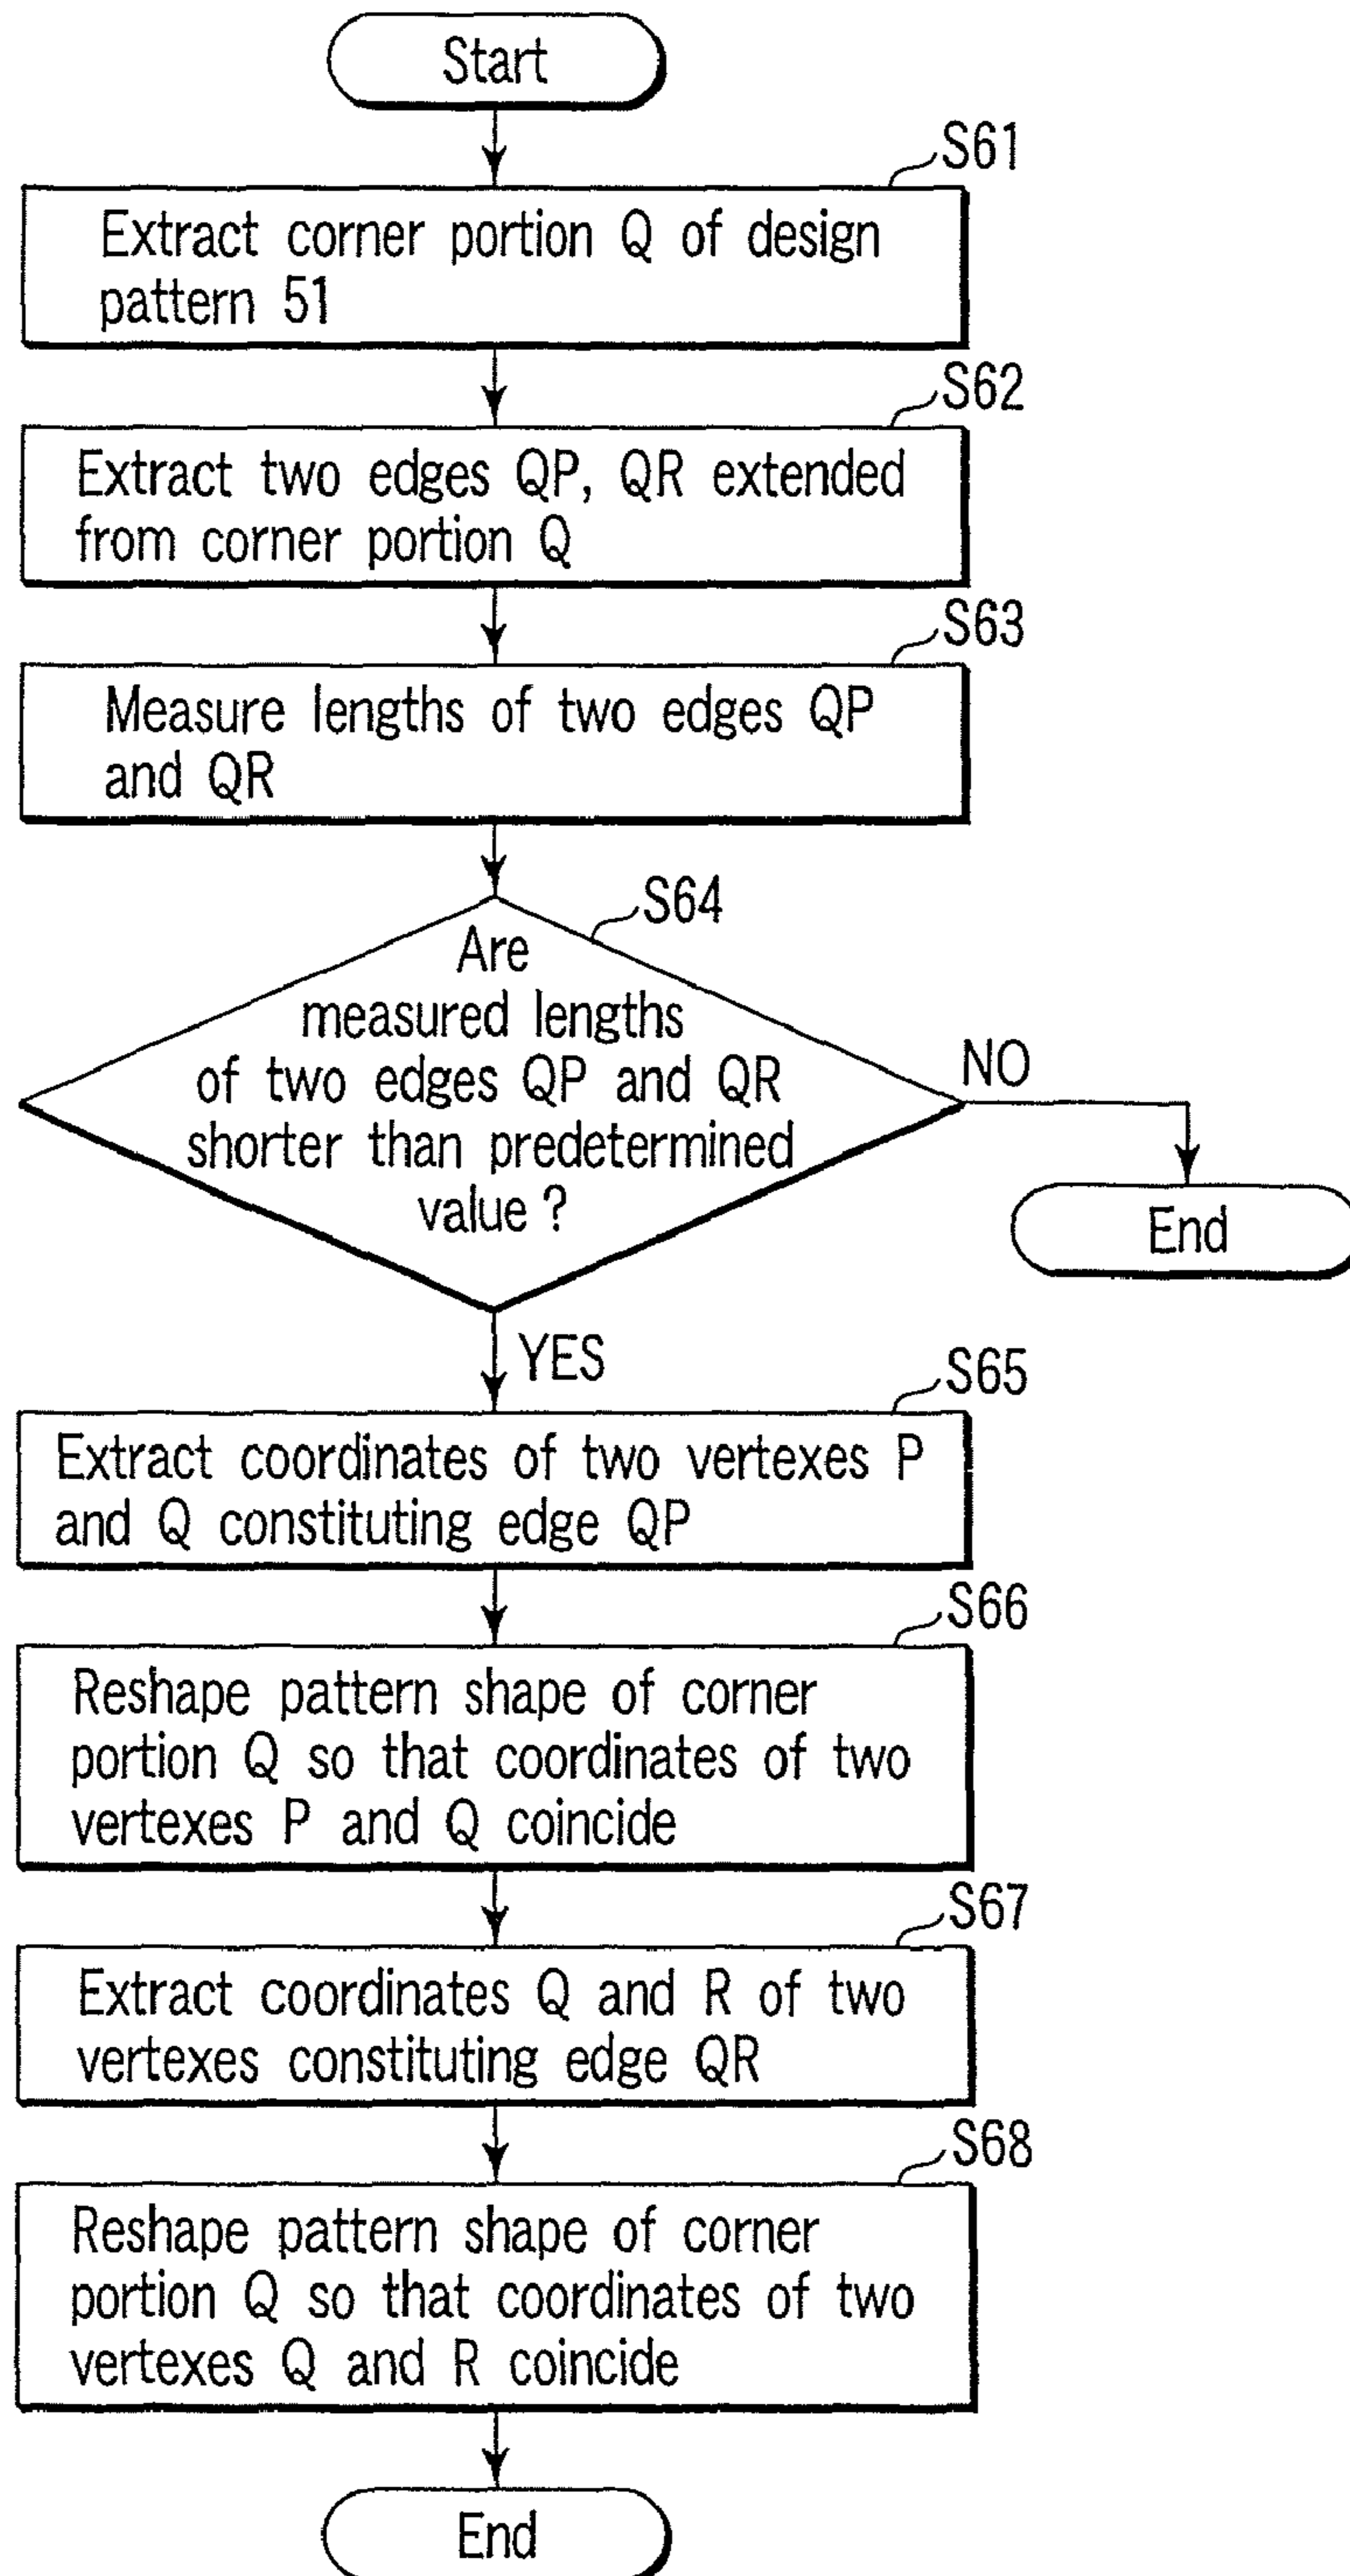 Start
S61
Extract corner portion Q of design
pattern 51
S62
Extract two edges QP, QR extended
from corner portion Q
S63
Measure lengths of two edges QP
and QR
S64
Are
measured lengths
of two edges QP and QR
shorter than predetermined
value ?
NO
End
YES
S65
Extract coordinates of two vertexes P
and Q constituting edge QP
S66
Reshape pattern shape of corner
portion Q so that coordinates of two
vertexes P and Q coincide
S67
Extract coordinates Q and R of two
vertexes constituting edge QR
S68
Reshape pattern shape of corner
portion Q so that coordinates of two
vertexes Q and R coincide
End